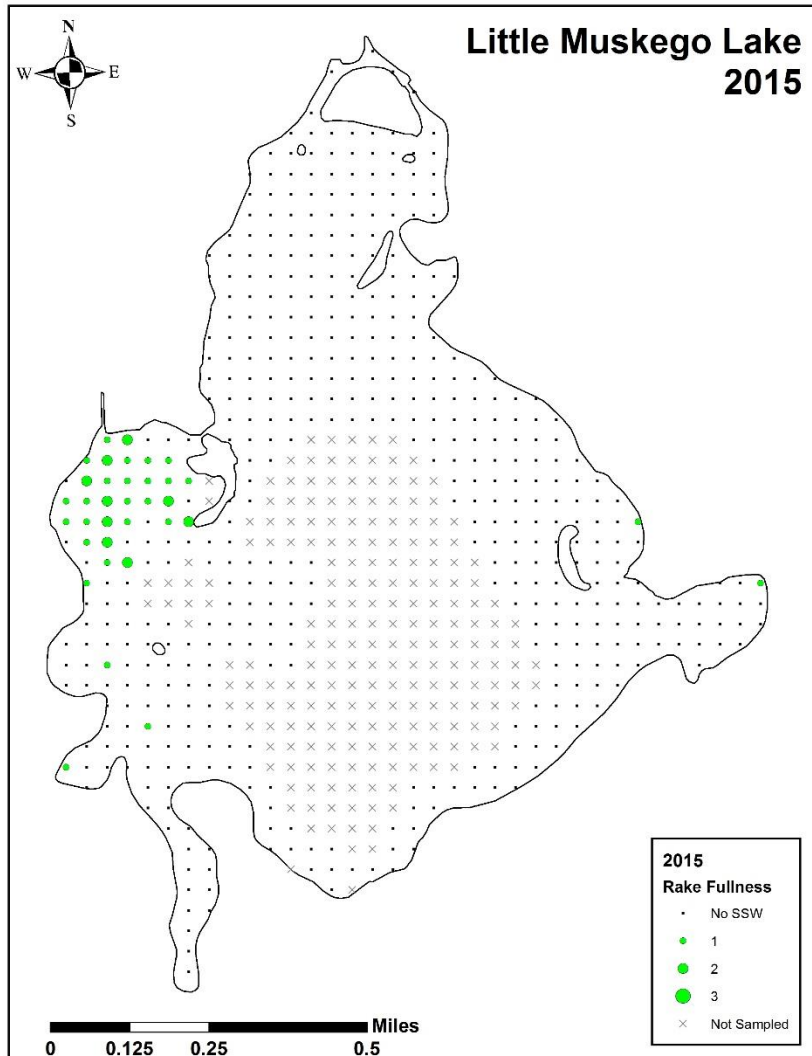 Little Muskego Lake
2015
N
W E
S
2015
Rake Fullness
No SSW
1
2
3
Not Sampled
Miles
0 0.125 0.25 0.5